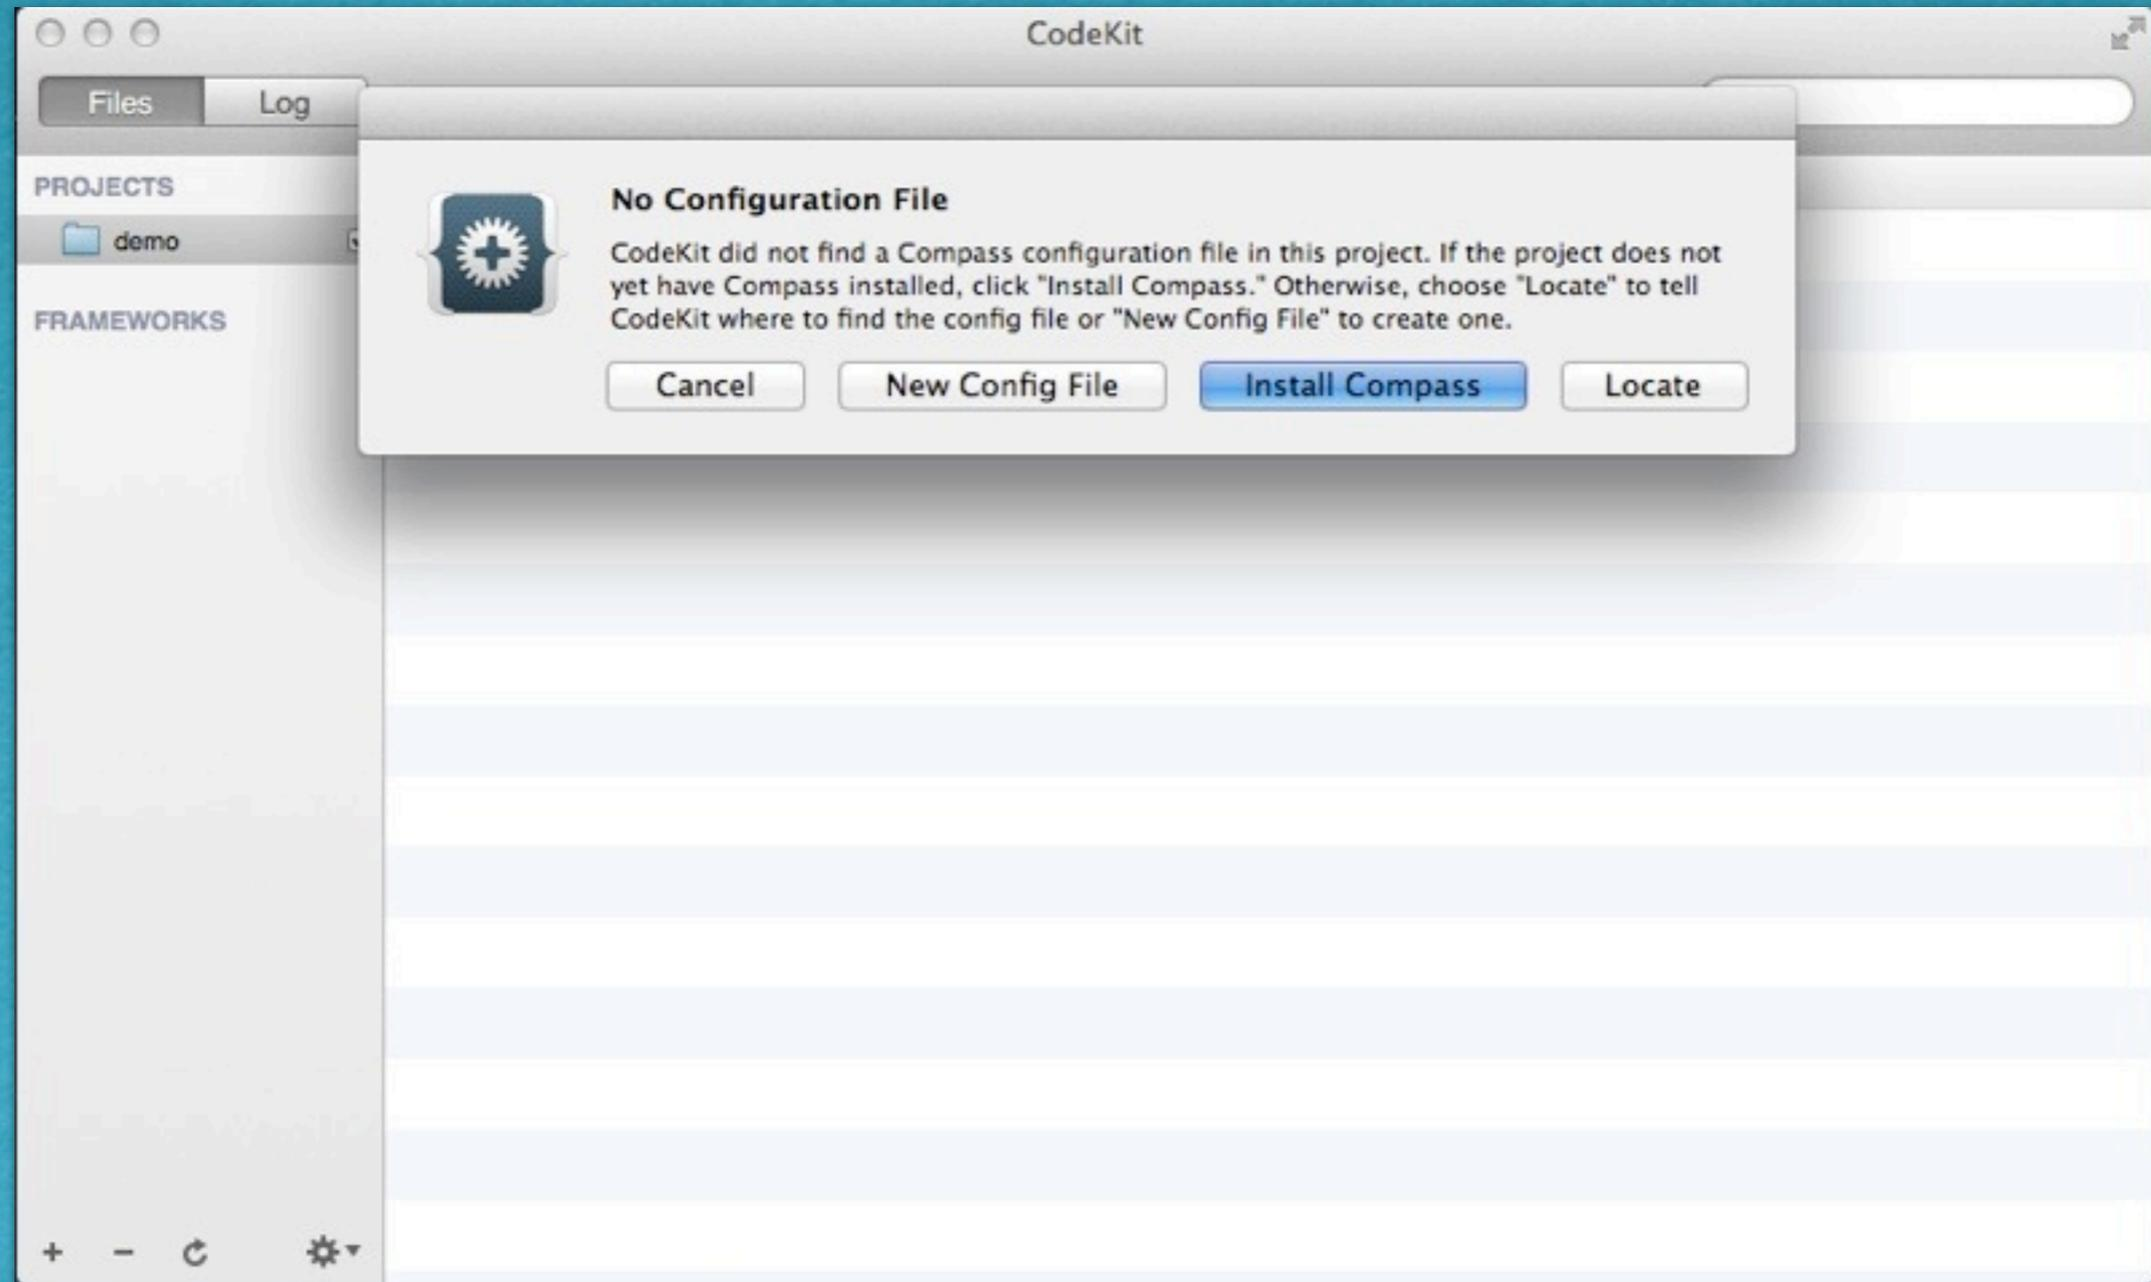 CodeKit
Files Log
PROJECTS
demo
FRAMEWORKS
No Configuration File
CodeKit did not find a Compass configuration file in this project. If the project does not
yet have Compass installed, click "Install Compass." Otherwise, choose "Locate" to tell
CodeKit where to find the config file or "New Config File" to create one.
Cancel New Config File Install Compass Locate